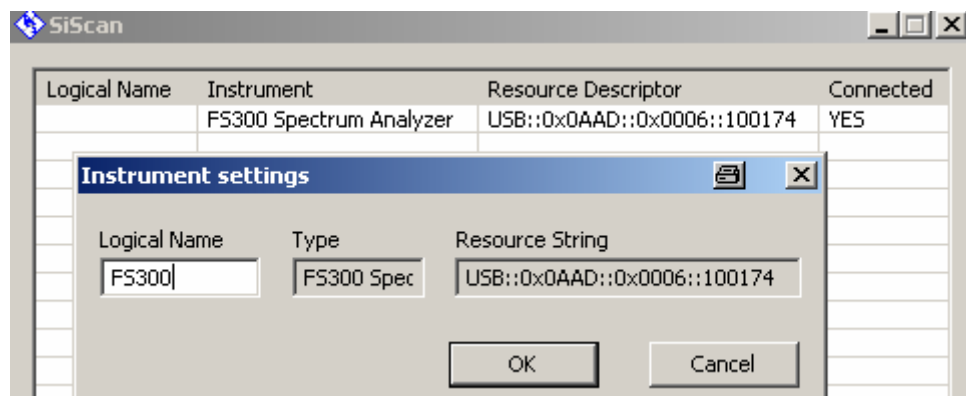 SiScan
Logical Name Instrument Resource Descriptor Connected
FS300 Spectrum Analyzer USB::0x0AAD::0x0006::100174 YES
Instrument settings
Logical Name Type Resource String
FS300 FS300 Spec USB::0x0AAD::0x0006::100174
OK Cancel